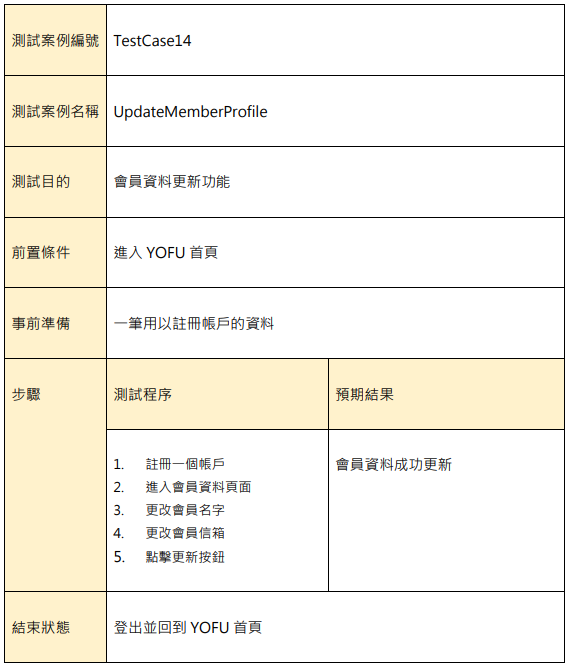 測試案例編號 TestCase14
測試案例名稱 UpdateMemberProfile
測試目的 會員資料更新功能
前置條件 進入 YOFU 首頁
事前準備 一筆用以註冊帳戶的資料
步驟 測試程序 預期結果
1. 註冊一個帳戶 會員資料成功更新
2. 進入會員資料頁面
3. 更改會員名字
4. 更改會員信箱
5. 點擊更新按鈕
結束狀態 登出並回到 YOFU 首頁